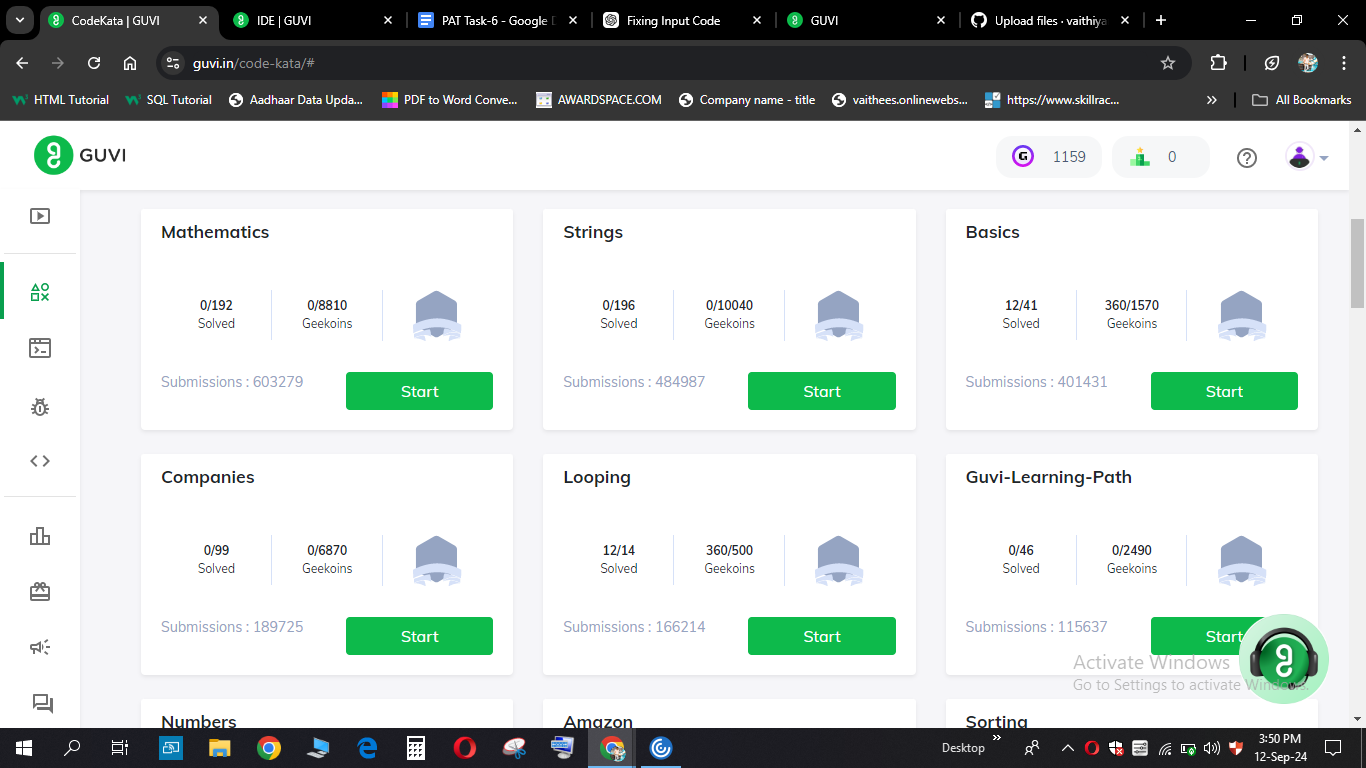 CodeKata | GUVI
IDE | GUVI
PAT Task-6 - Google
Fixing Input Code
GUVI
Upload files · vaithiya
guvi.in/code-kata/#
HTML Tutorial
SQL Tutorial
Aadhaar Data Upda...
PDF to Word Conve...
AWARDSPACE.COM
Company name - title
vaithees.onlinewebs...
https://www.skillrac...
All Bookmarks
GUVI
1159
0
Mathematics
0/192
Solved
0/8810
Geekoins
Submissions : 603279
Start
Strings
0/196
Solved
0/10040
Geekoins
Submissions : 484987
Start
Basics
12/41
Solved
360/1570
Geekoins
Submissions : 401431
Start
Companies
0/99
Solved
0/6870
Geekoins
Submissions : 189725
Start
Looping
12/14
Solved
360/500
Geekoins
Submissions : 166214
Start
Guvi-Learning-Path
0/46
Solved
0/2490
Geekoins
Submissions : 115637
Start
Activate Windows
Go to Settings to activate Windows.
Numbers
Amazon
Sorting
Desktop
3:50 PM
12-Sep-24